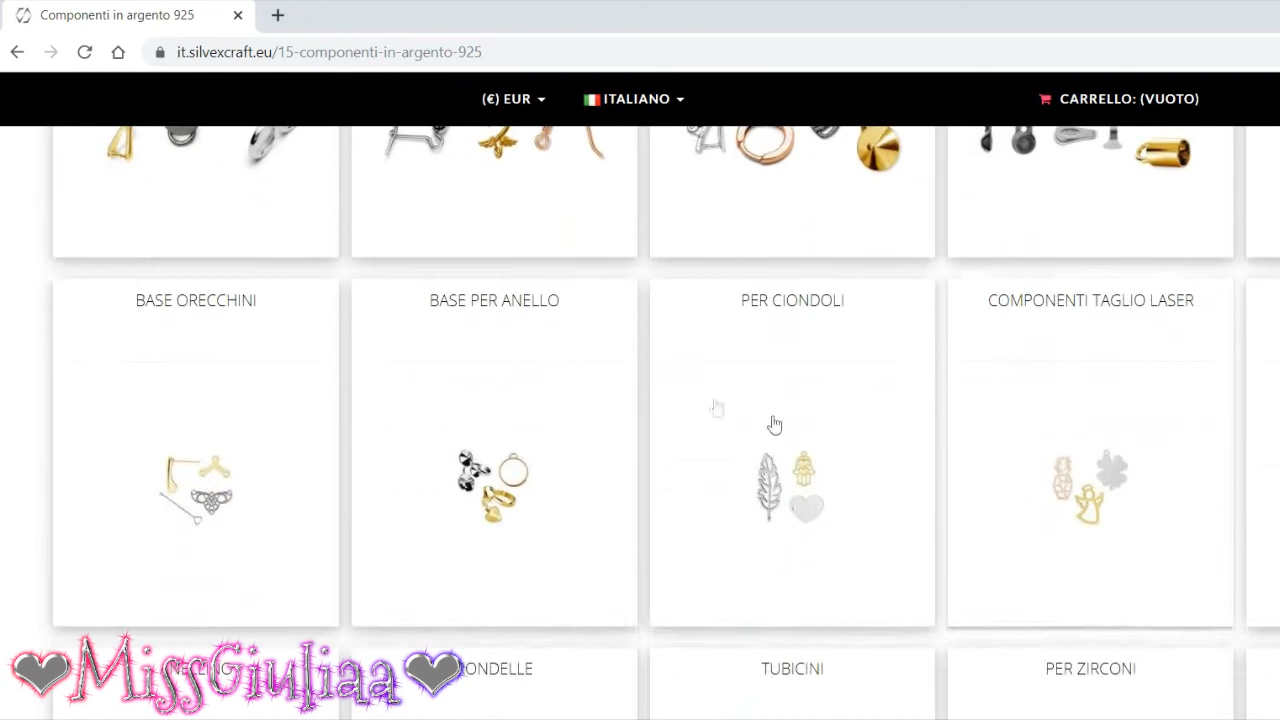 Componenti in argento 925
it.silvexcraft.eu/15-componenti-in-argento-925
(€) EUR
ITALIANO
CARRELLO: (VUOTO)
BASE ORECCHINI
BASE PER ANELLO
PER CIONDOLI
COMPONENTI TAGLIO LASER
TUBICINI
PER ZIRCONI
MissGiuliaa